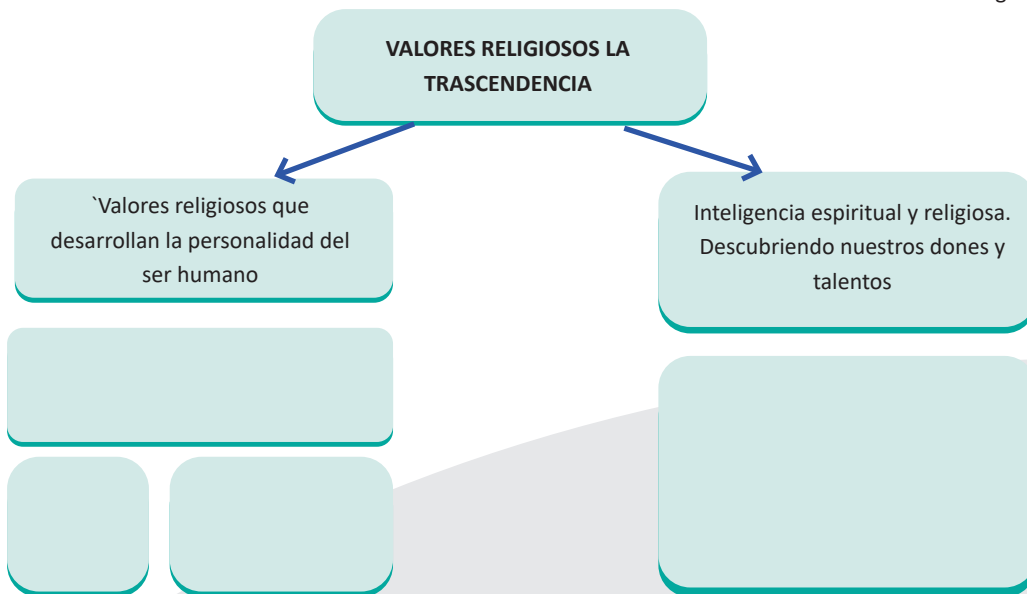 VALORES RELIGIOSOS LA
TRASCENDENCIA
`Valores religiosos que
desarrollan la personalidad del
ser humano
Inteligencia espiritual y religiosa.
Descubriendo nuestros dones y
talentos